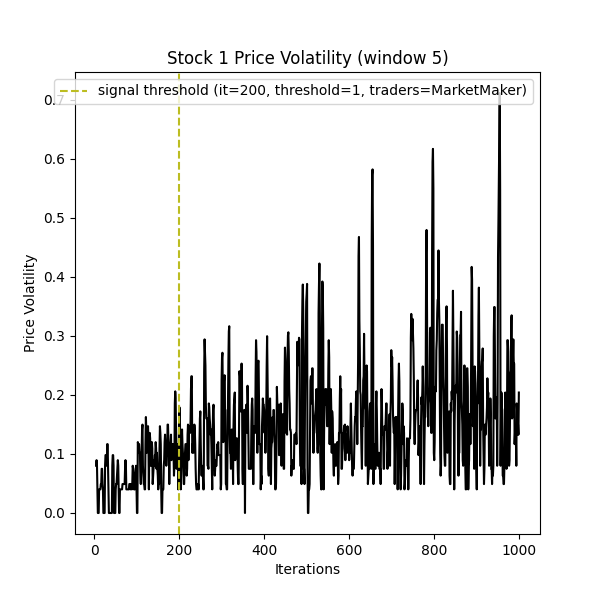 Stock 1 Price Volatility (window 5)
signal threshold (it=200, threshold=1, traders=MarketMaker)
0.7
0.6
0.5
0.4
0.3
0.2
0.1
0.0
Price Volatility
0 200 400 600 800 1000
Iterations